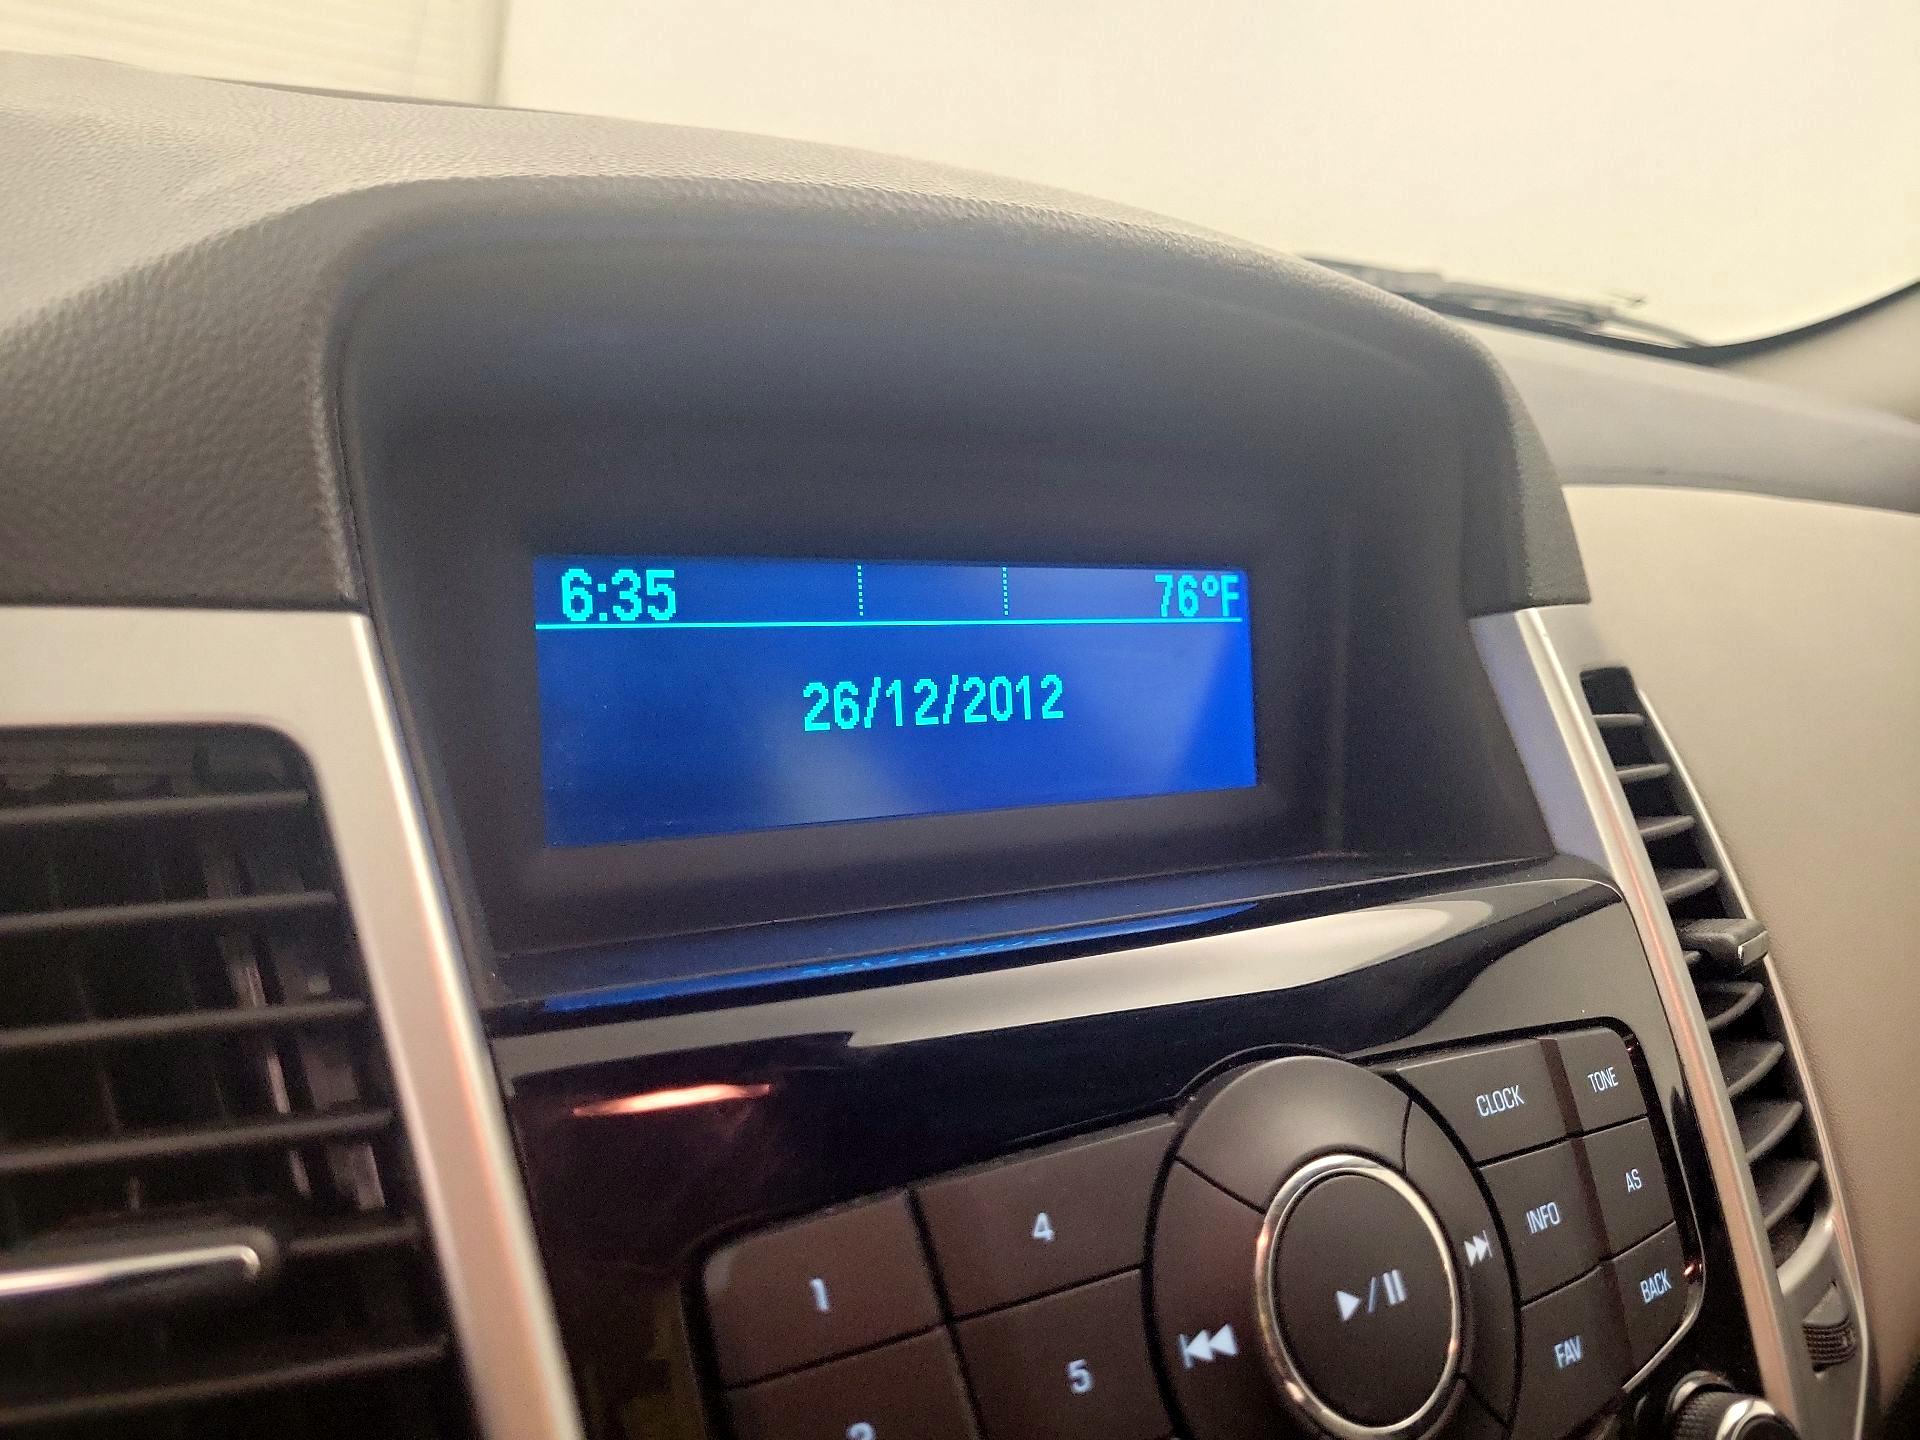 6:35 76°F
26/12/2012
CLOCK TONE
4 INFO AS
1 BACK
5 FAV